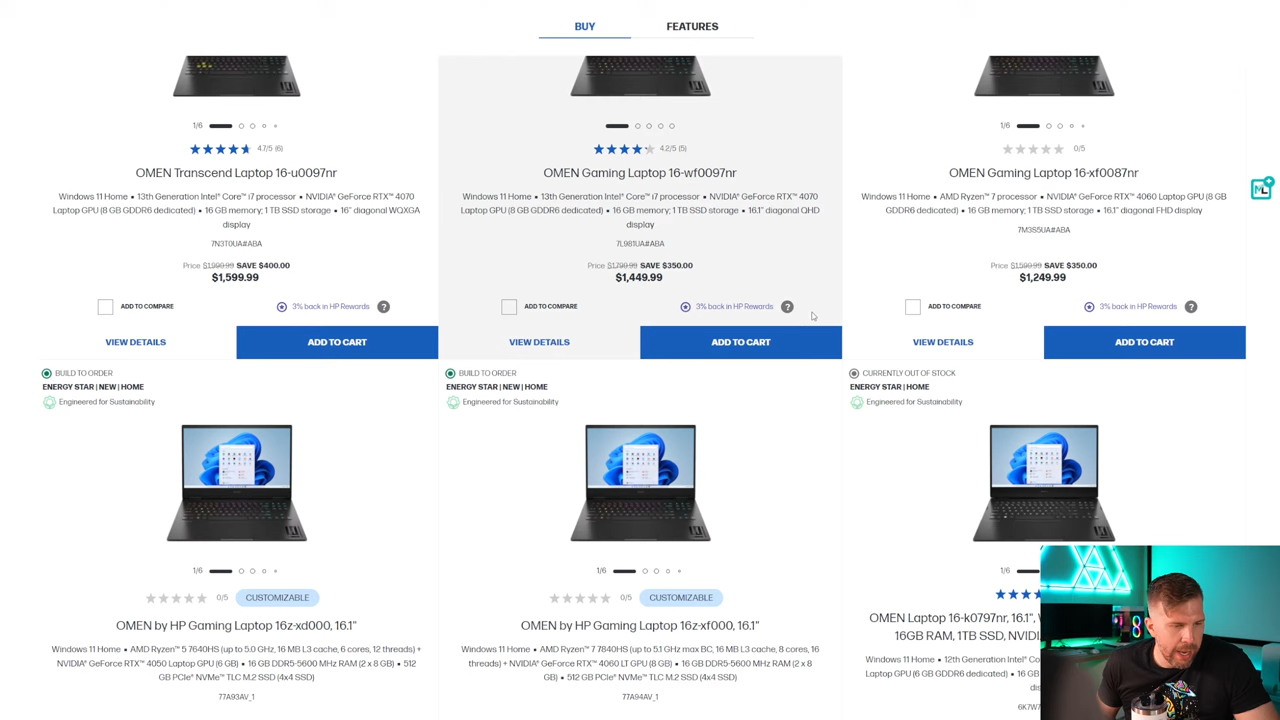 BUY
FEATURES
1/6
4.7/5 (6)
OMEN Transcend Laptop 16-u0097nr
Windows 11 Home • 13th Generation Intel® Core™ i7 processor • NVIDIA® GeForce RTX™ 4070
Laptop GPU (8 GB GDDR6 dedicated) • 16 GB memory; 1 TB SSD storage • 16" diagonal WQXGA
display
7N3T0UA#ABA
Price $1,999.99 SAVE $400.00
$1,599.99
ADD TO COMPARE
3% back in HP Rewards ?
VIEW DETAILS
ADD TO CART
4.2/5 (5)
OMEN Gaming Laptop 16-wf0097nr
Windows 11 Home • 13th Generation Intel® Core™ i7 processor • NVIDIA® GeForce RTX™ 4070
Laptop GPU (8 GB GDDR6 dedicated) • 16 GB memory; 1 TB SSD storage • 16.1" diagonal QHD
display
7L981UA#ABA
Price $1,799.99 SAVE $350.00
$1,449.99
ADD TO COMPARE
3% back in HP Rewards ?
VIEW DETAILS
ADD TO CART
1/6
0/5
OMEN Gaming Laptop 16-xf0087nr
Windows 11 Home • AMD Ryzen™ 7 processor • NVIDIA® GeForce RTX™ 4060 Laptop GPU (8 GB
GDDR6 dedicated) • 16 GB memory; 1 TB SSD storage • 16.1" diagonal FHD display
7M3S5UA#ABA
Price $1,599.99 SAVE $350.00
$1,249.99
ADD TO COMPARE
3% back in HP Rewards ?
VIEW DETAILS
ADD TO CART
BUILD TO ORDER
ENERGY STAR | NEW | HOME
Engineered for Sustainability
1/6
0/5
CUSTOMIZABLE
OMEN by HP Gaming Laptop 16z-xd000, 16.1"
Windows 11 Home • AMD Ryzen™ 5 7640HS (up to 5.0 GHz, 16 MB L3 cache, 6 cores, 12 threads) +
NVIDIA® GeForce RTX™ 4050 Laptop GPU (6 GB) • 16 GB DDR5-5600 MHz RAM (2 x 8 GB) • 512
GB PCIe® NVMe™ TLC M.2 SSD (4x4 SSD)
77A93AV_1
BUILD TO ORDER
ENERGY STAR | NEW | HOME
Engineered for Sustainability
1/6
0/5
CUSTOMIZABLE
OMEN by HP Gaming Laptop 16z-xf000, 16.1"
Windows 11 Home • AMD Ryzen™ 7 7840HS (up to 5.1 GHz max BC, 16 MB L3 cache, 8 cores, 16
threads) + NVIDIA® GeForce RTX™ 4060 LT GPU (8 GB) • 16 GB DDR5-5600 MHz RAM (2 x 8
GB) • 512 GB PCIe® NVMe™ TLC M.2 SSD (4x4 SSD)
77A94AV_1
CURRENTLY OUT OF STOCK
ENERGY STAR | HOME
Engineered for Sustainability
1/6
OMEN Laptop 16-k0797nr, 16.1", W
16GB RAM, 1TB SSD, NVIDI
Windows 11 Home • 12th Generation Intel® Co
Laptop GPU (6 GB GDDR6 dedicated) • 16 G
dis
6K7W7